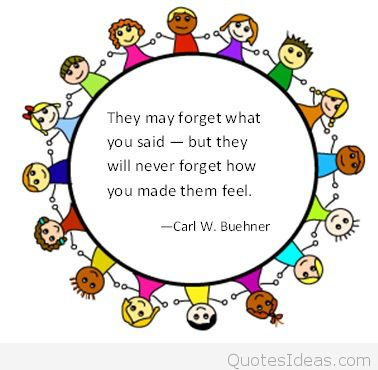 They may forget what
you said — but they
will never forget how
you made them feel.
—Carl W. Buehner
QuotesIdeas.com